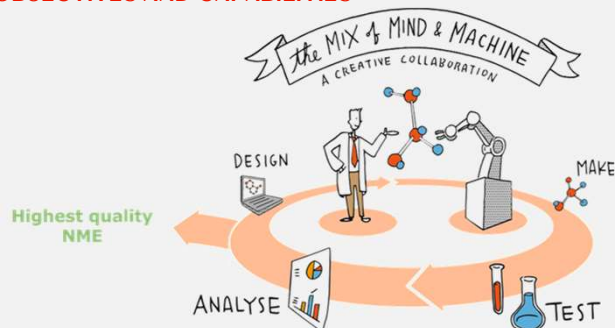 OBJECTIVES AND CAPABILITIES
the MIX of MIND & MACHINE
A CREATIVE COLLABORATION
DESIGN
MAKE
Highest quality
NME
ANALYSE
TEST